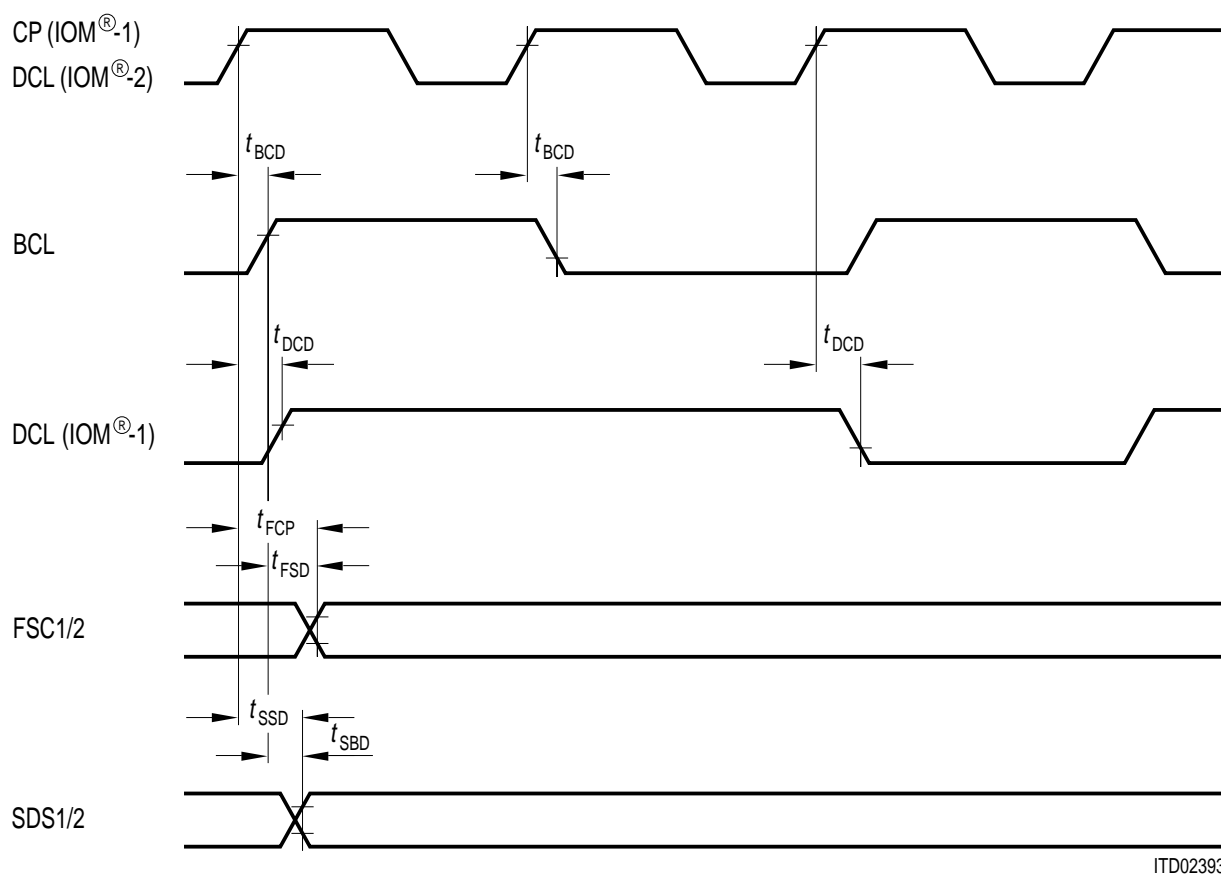 CP (IOM®-1)
DCL (IOM®-2)
tBCD
tBCD
BCL
tDCD
tDCD
DCL (IOM®-1)
tFCP
tFSD
FSC1/2
tSSD
tSBD
SDS1/2
ITD02393